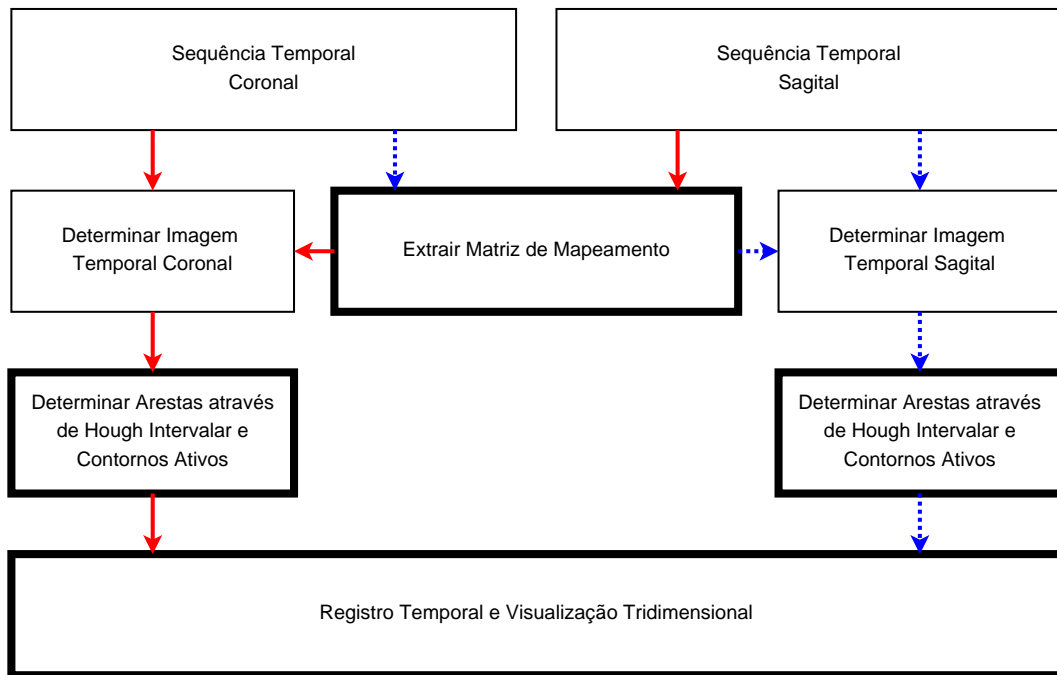 Sequência Temporal
Coronal
Sequência Temporal
Sagital
Determinar Imagem
Temporal Coronal
Extrair Matriz de Mapeamento
Determinar Imagem
Temporal Sagital
Determinar Arestas através
de Hough Intervalar e
Contornos Ativos
Determinar Arestas através
de Hough Intervalar e
Contornos Ativos
Registro Temporal e Visualização Tridimensional